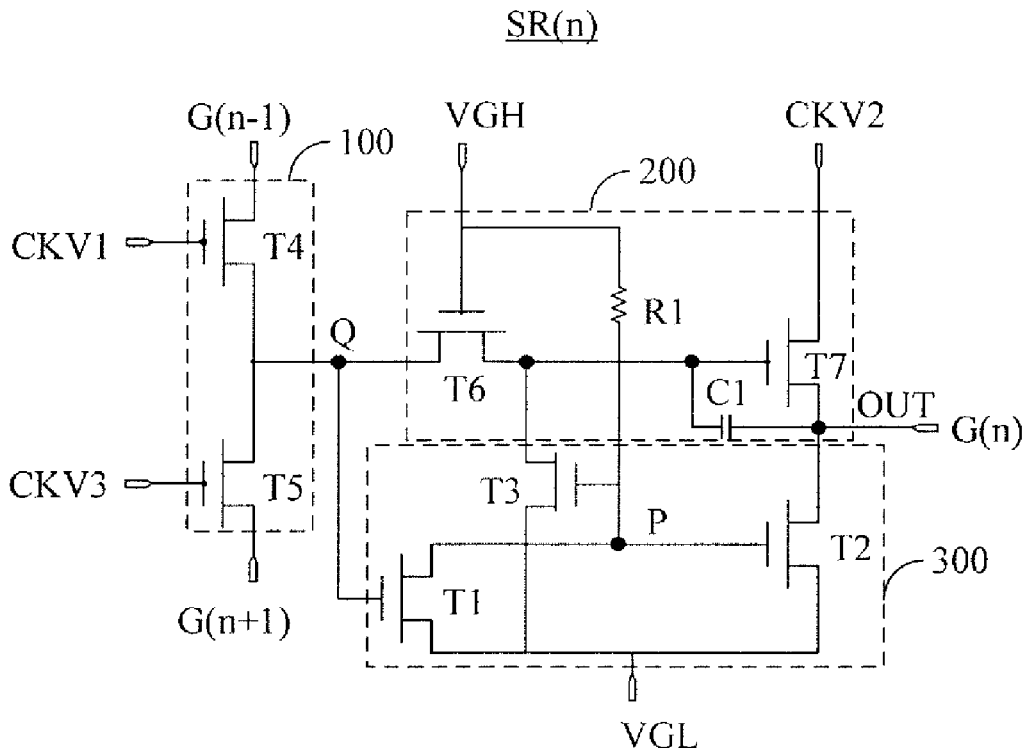 SR(n)
G(n-1)
VGH
CKV2
100
200
CKV1
T4
R1
Q
T6
C1
T7
OUT
G(n)
CKV3
T5
T3
P
T2
300
T1
G(n+1)
VGL